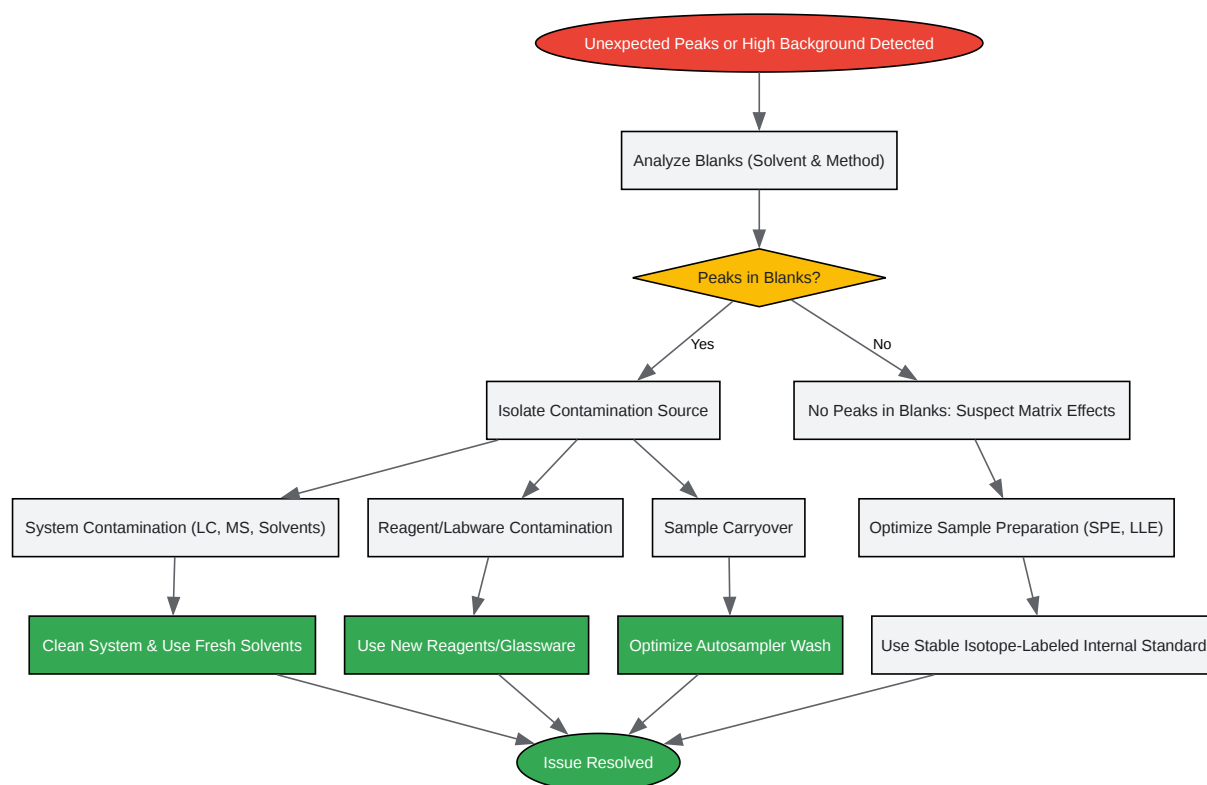 Unexpected Peaks or High Background Detected
Analyze Blanks (Solvent & Method)
Peaks in Blanks?
Yes
No
Isolate Contamination Source
No Peaks in Blanks: Suspect Matrix Effects
System Contamination (LC, MS, Solvents)
Reagent/Labware Contamination
Sample Carryover
Optimize Sample Preparation (SPE, LLE)
Clean System & Use Fresh Solvents
Use New Reagents/Glassware
Optimize Autosampler Wash
Use Stable Isotope-Labeled Internal Standard
Issue Resolved